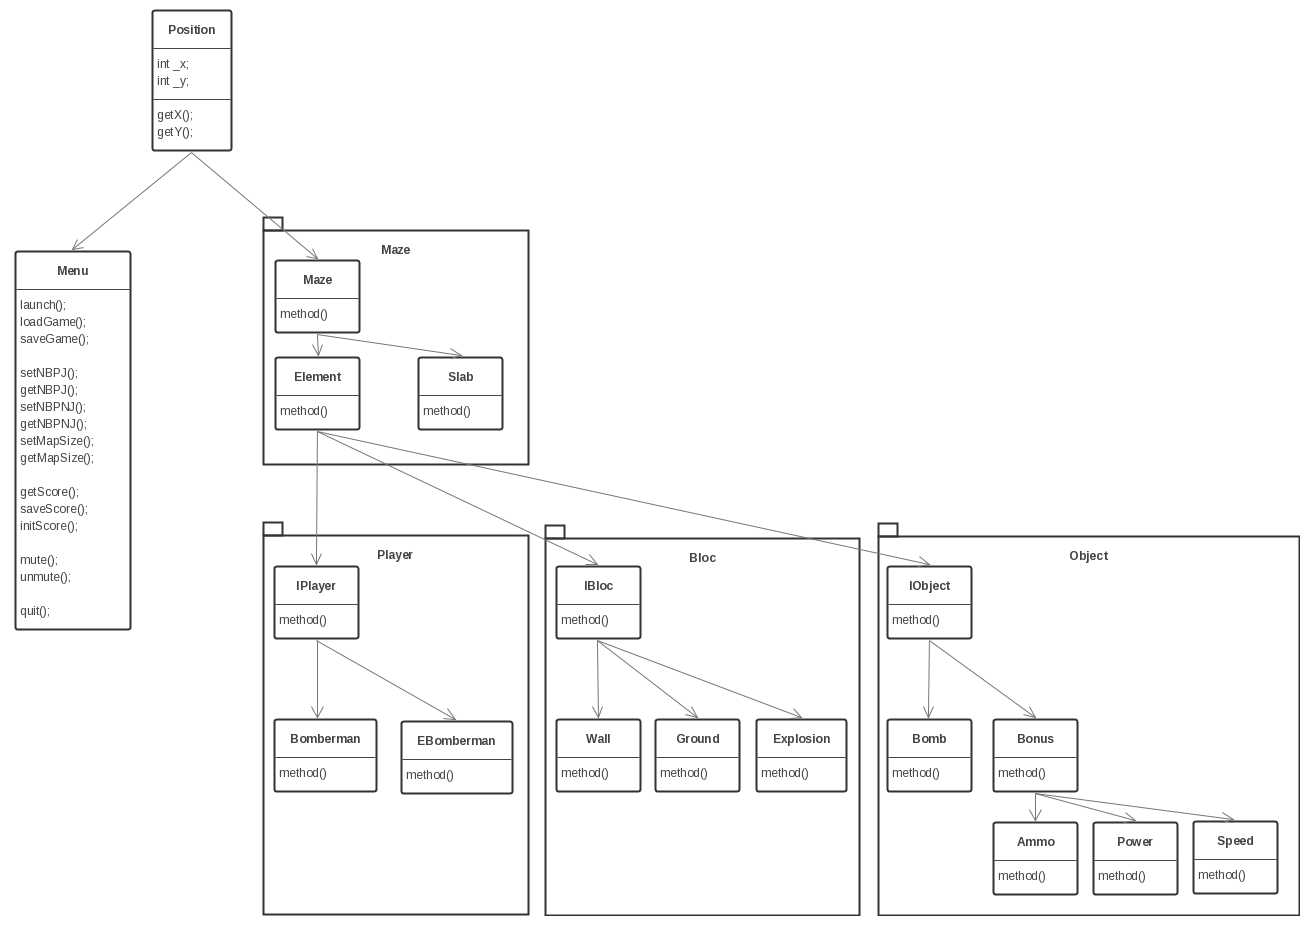 Position
int _x;
int _y;
getX();
getY();
Menu
launch();
loadGame();
saveGame();
setNBPJ();
getNBPJ();
setNBPNJ();
getNBPNJ();
setMapSize();
getMapSize();
getScore();
saveScore();
initScore();
mute();
unmute();
quit();
Maze
Maze
method()
Element
method()
Slab
method()
Player
IPlayer
method()
Bomberman
method()
EBomberman
method()
Bloc
IBloc
method()
Wall
method()
Ground
method()
Explosion
method()
Object
IObject
method()
Bomb
method()
Bonus
method()
Ammo
method()
Power
method()
Speed
method()